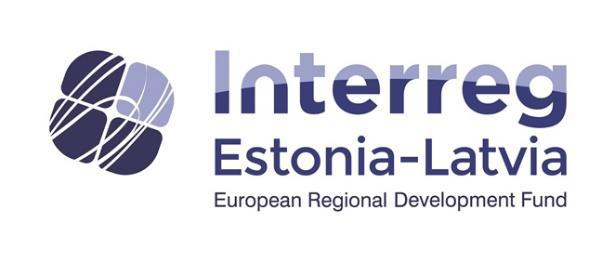 Interreg
Estonia-Latvia
European Regional Development Fund